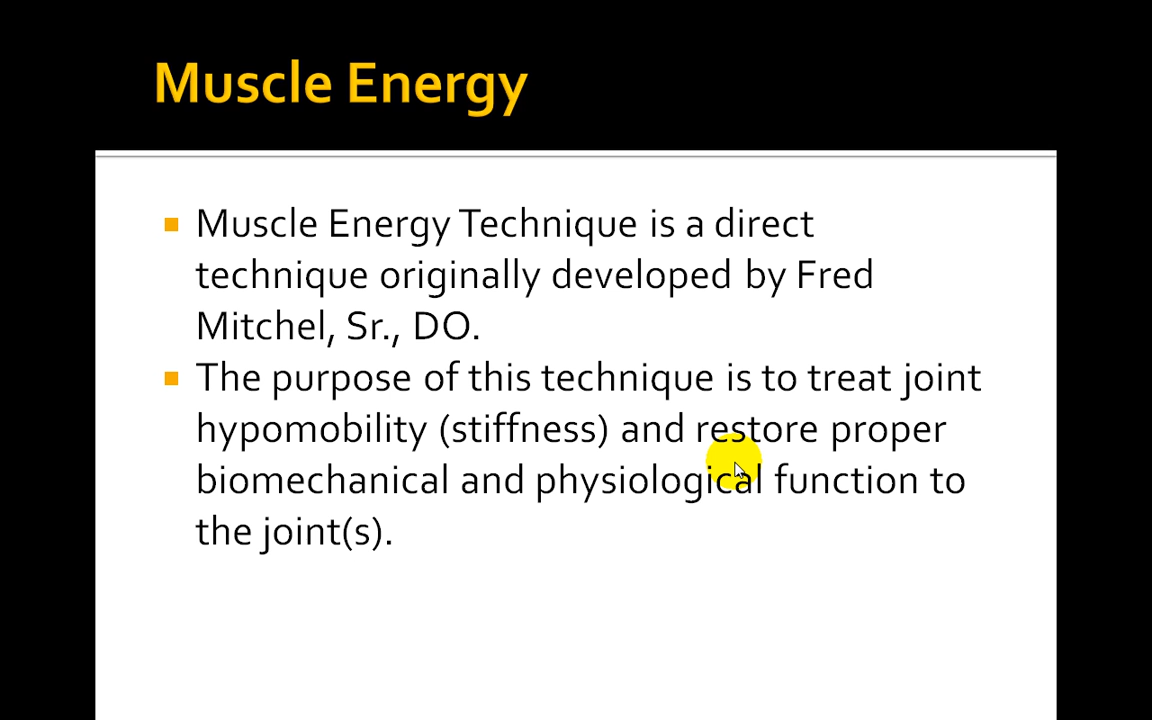 Muscle Energy
Muscle Energy Technique is a direct
technique originally developed by Fred
Mitchel, Sr., DO.
The purpose of this technique is to treat joint
hypomobility (stiffness) and restore proper
biomechanical and physiological function to
the joint(s).